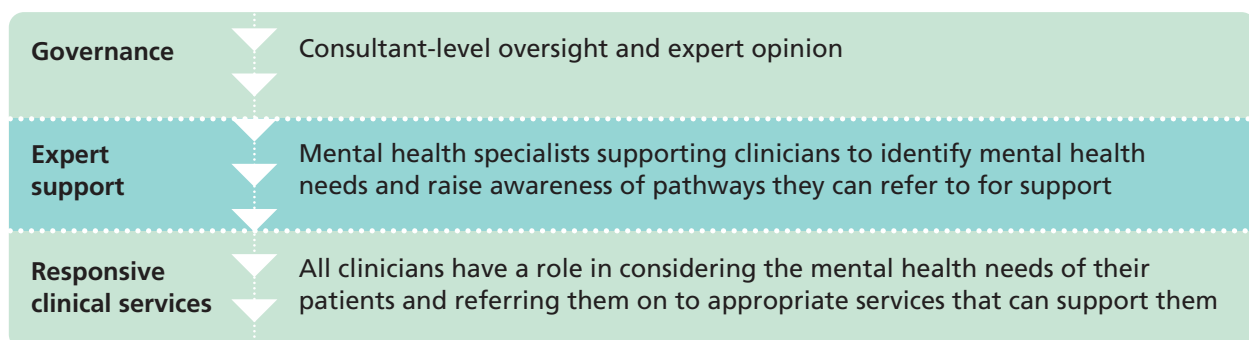 Governance
Consultant-level oversight and expert opinion
Expert
support
Mental health specialists supporting clinicians to identify mental health
needs and raise awareness of pathways they can refer to for support
Responsive
clinical services
All clinicians have a role in considering the mental health needs of their
patients and referring them on to appropriate services that can support them